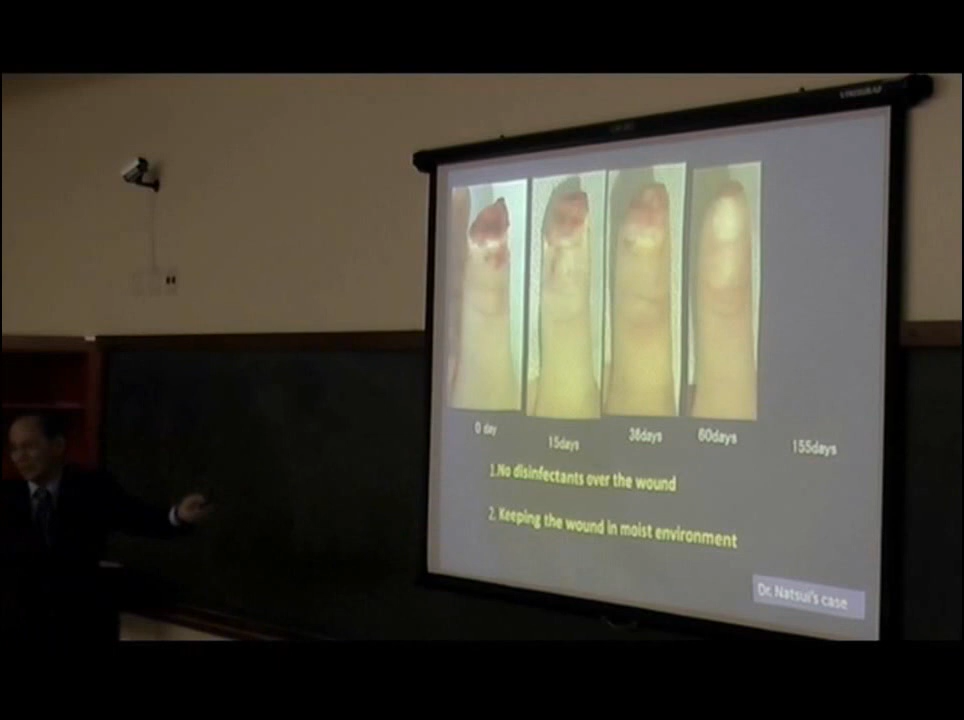 0 day
15days
36days
60days
155days
1.No disinfectants over the wound
2. Keeping the wound in moist environment
Dr. Natsui's case